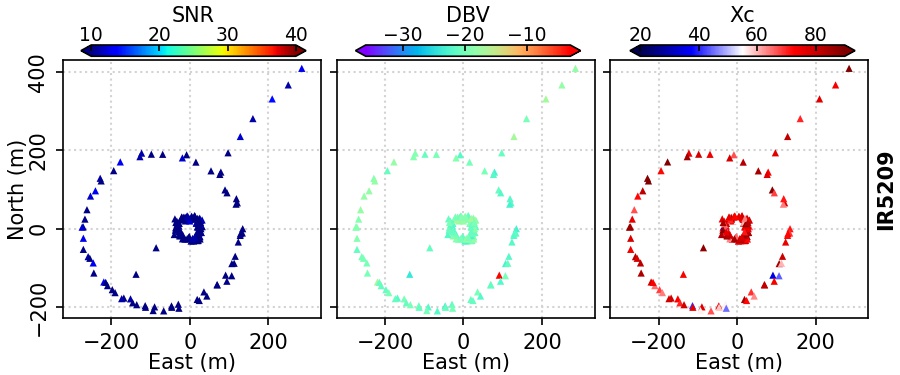 SNR DBV Xc
10 20 30 40 −30 −20 −10 20 40 60 80
400
200
0
−200
North (m)
IR5209
−200 0 200 −200 0 200 −200 0 200
East (m) East (m) East (m)